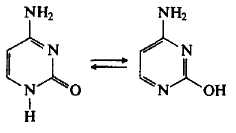 NH₂ NH₂
N N
N O N OH
H